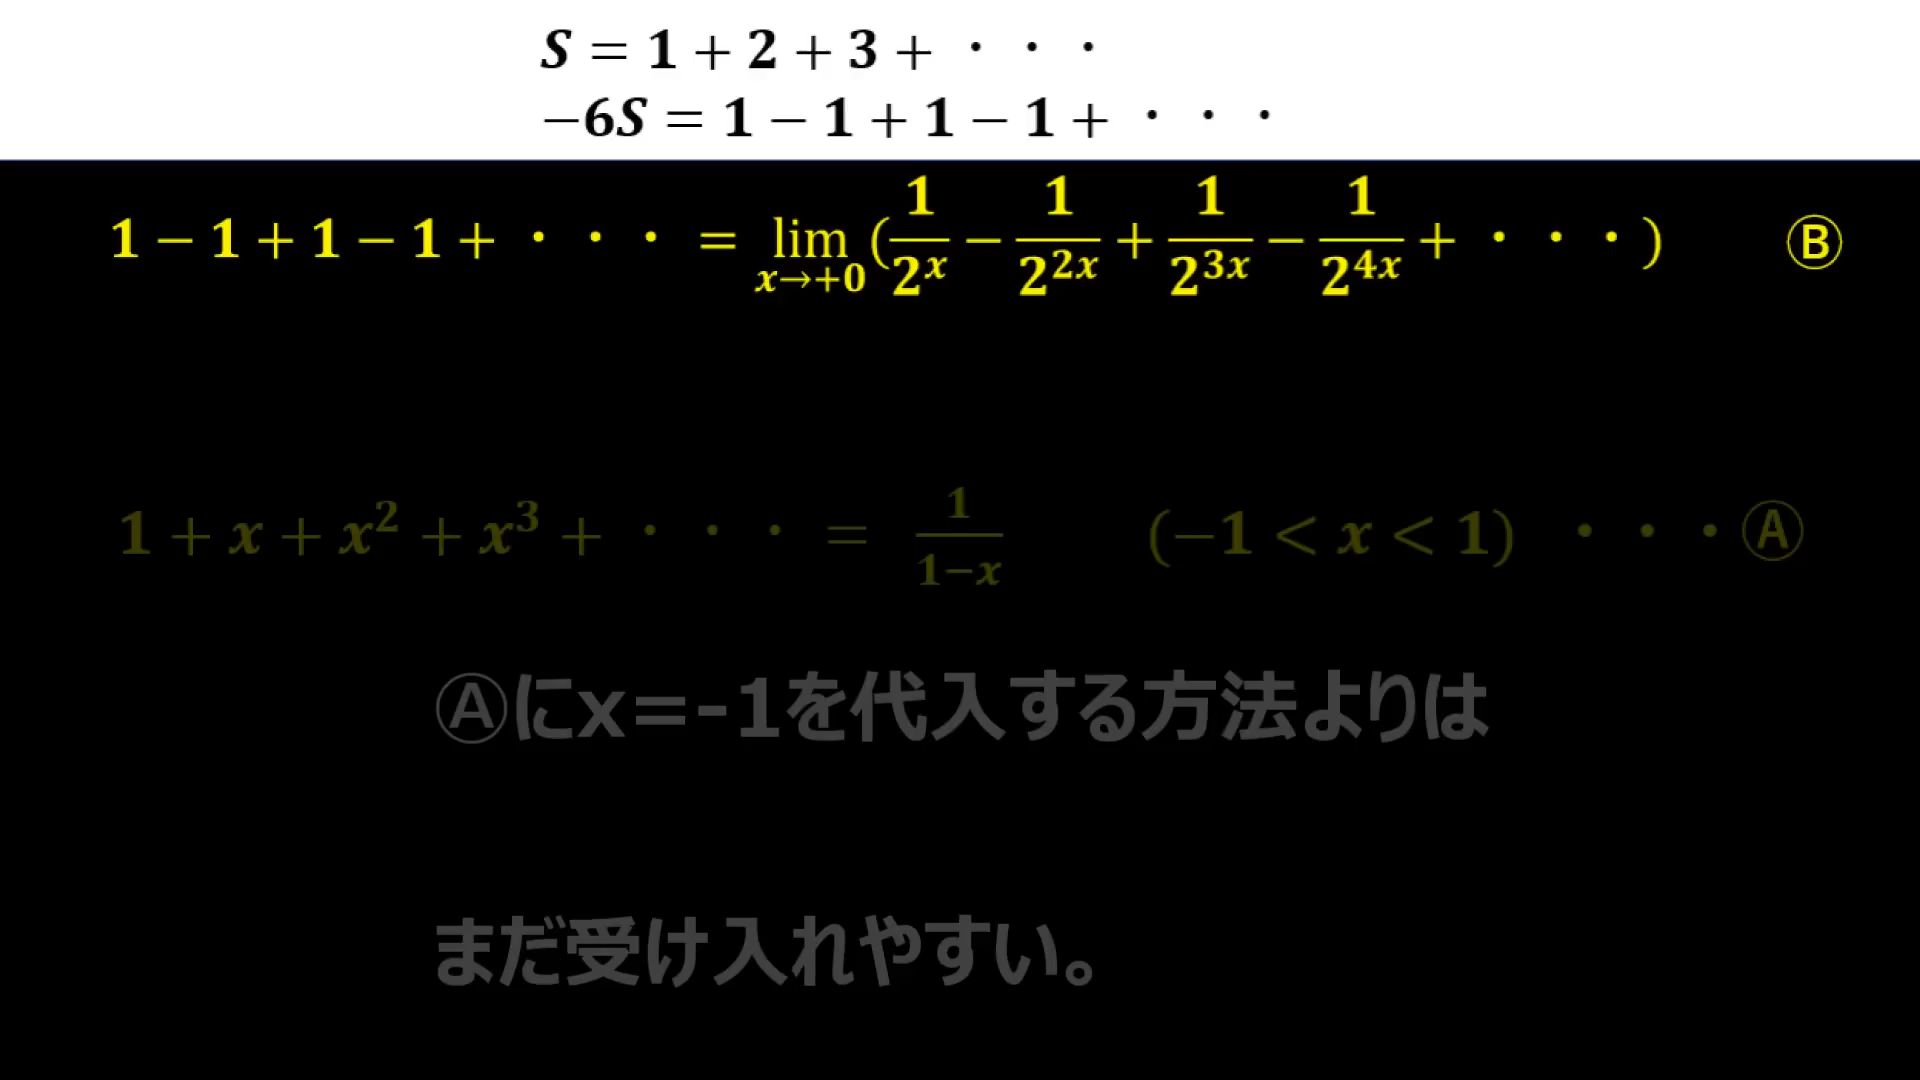 S = 1 + 2 + 3 + ・・・
−6S = 1 − 1 + 1 − 1 + ・・・
1 − 1 + 1 − 1 + ・・・ = lim_{x→+0} (1/2^x − 1/2^{2x} + 1/2^{3x} − 1/2^{4x} + ・・・) Ⓑ
1 + x + x^2 + x^3 + ・・・ = 1/(1−x) (−1 < x < 1) ・・・Ⓐ
Ⓐにx=-1を代入する方法よりは
まだ受け入れやすい。